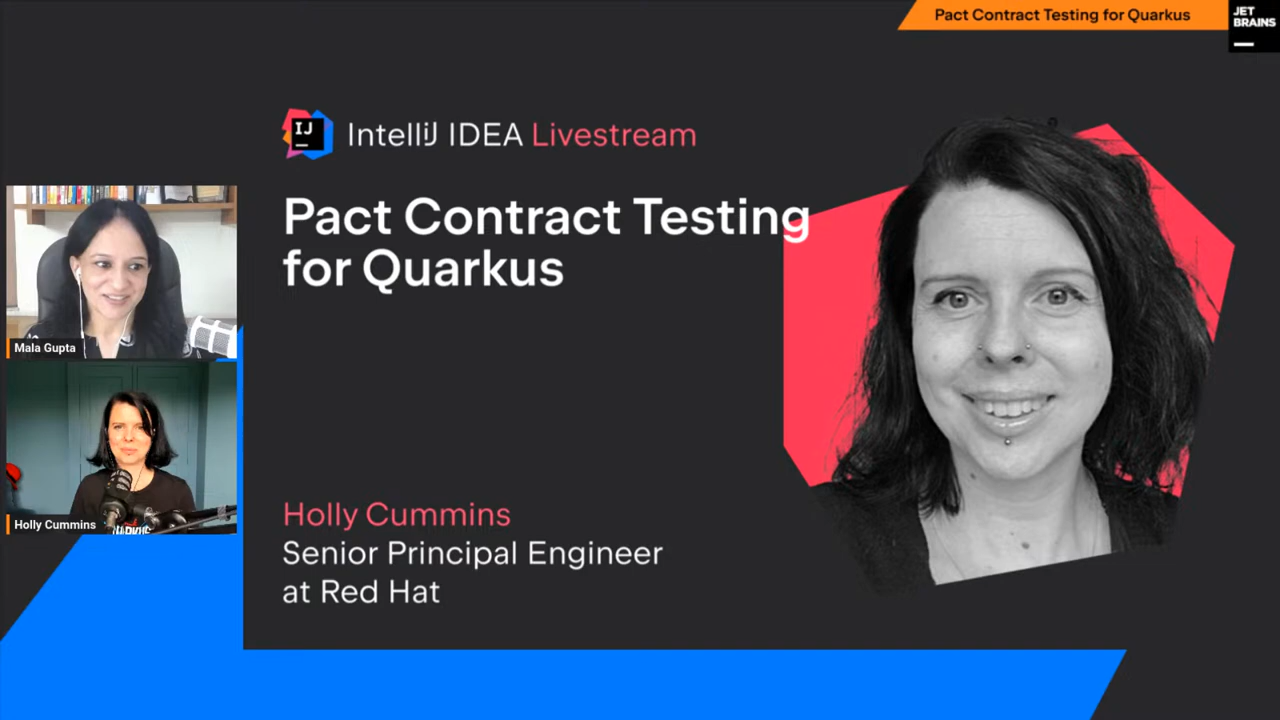 Pact Contract Testing for Quarkus
JET
BRAINS
IJ
IntelliJ IDEA Livestream
Pact Contract Testing
for Quarkus
Mala Gupta
Holly Cummins
Holly Cummins
Senior Principal Engineer
at Red Hat